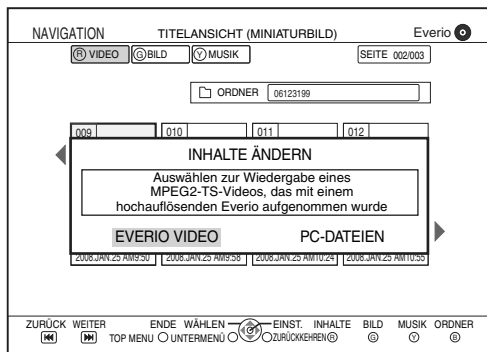 NAVIGATION TITELANSICHT (MINIATURBILD) Everio
R VIDEO G BILD Y MUSIK SEITE 002/003
ORDNER 06123199
009 010 011 012
INHALTE ÄNDERN
Auswählen zur Wiedergabe eines
MPEG2-TS-Videos, das mit einem
hochauflösenden Everio aufgenommen wurde
EVERIO VIDEO PC-DATEIEN
2008.JAN.25 AM9:50 2008.JAN.25 AM9:58 2008.JAN.25 AM10:24 2008.JAN.25 AM10:55
ZURÜCK WEITER ENDE WÄHLEN EINST. INHALTE BILD MUSIK ORDNER
TOP MENU UNTERMENÜ ZURÜCKKEHREN R G Y B